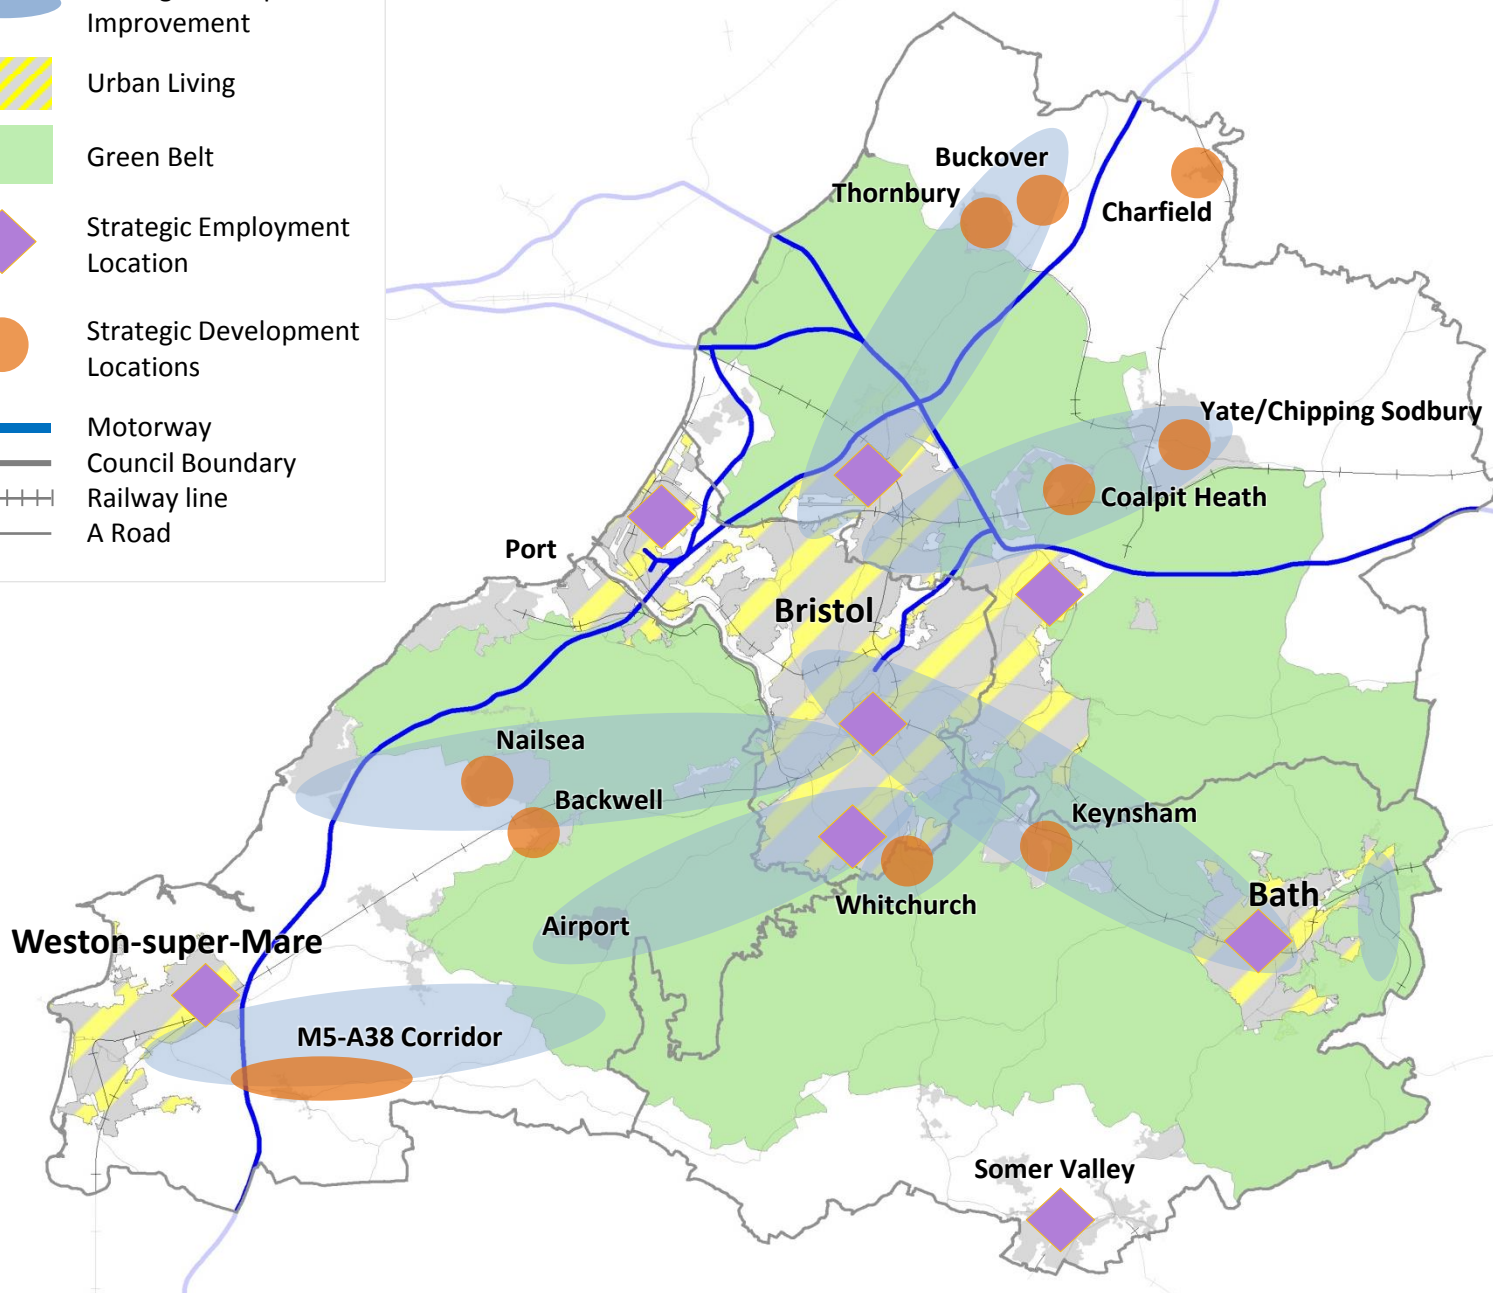 Improvement
Urban Living
Green Belt
Strategic Employment
Location
Strategic Development
Locations
Motorway
Council Boundary
Railway line
A Road
Buckover
Thornbury
Charfield
Yate/Chipping Sodbury
Coalpit Heath
Port
Bristol
Nailsea
Backwell
Keynsham
Whitchurch
Bath
Airport
Weston-super-Mare
M5-A38 Corridor
Somer Valley